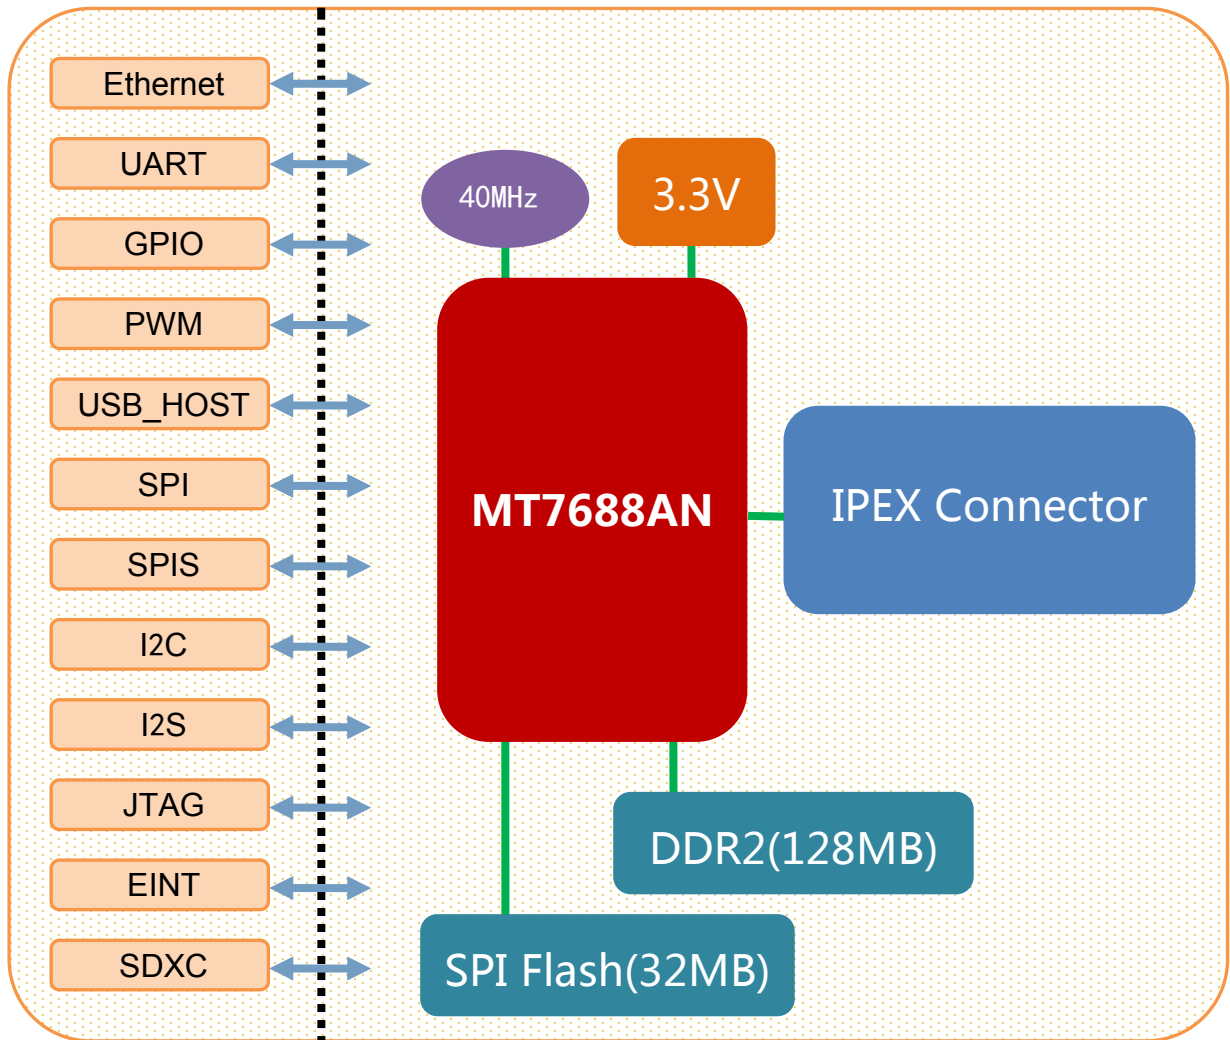 Ethernet
UART
GPIO
PWM
USB_HOST
SPI
SPIS
I2C
I2S
JTAG
EINT
SDXC
40MHz
3.3V
MT7688AN
IPEX Connector
DDR2(128MB)
SPI Flash(32MB)